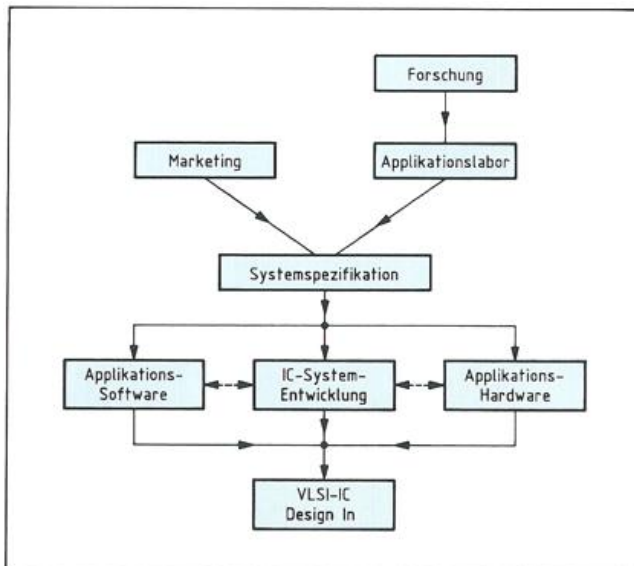 Forschung
Marketing
Applikationslabor
Systemspezifikation
Applikations-
Software
IC-System-
Entwicklung
Applikations-
Hardware
VLSI-IC
Design In